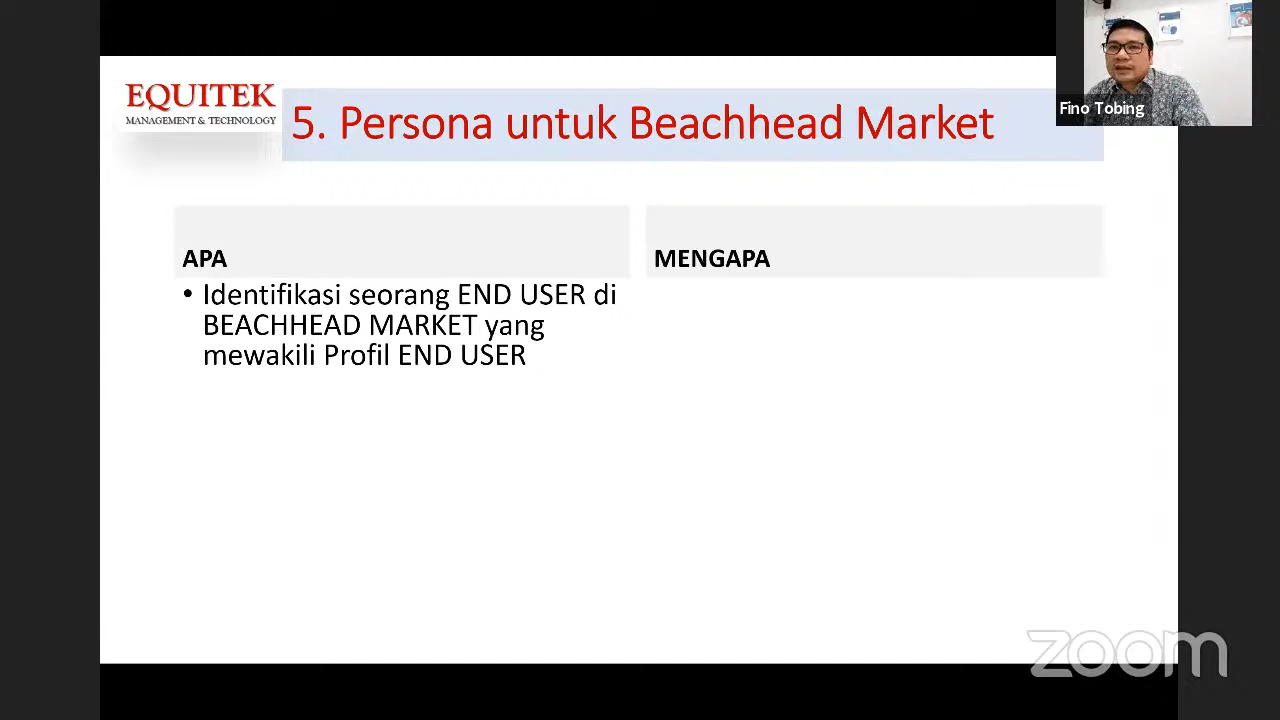 EQUITEK
MANAGEMENT & TECHNOLOGY
5. Persona untuk Beachhead Market
Fino Tobing
APA
• Identifikasi seorang END USER di
BEACHHEAD MARKET yang
mewakili Profil END USER
MENGAPA
zoom